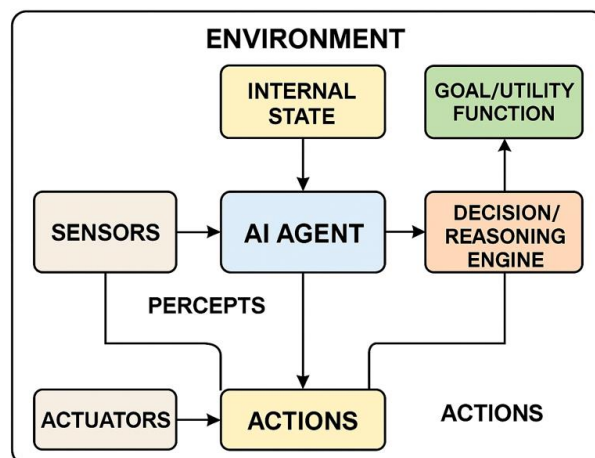 ENVIRONMENT
INTERNAL
STATE
GOAL/UTILITY
FUNCTION
SENSORS
AI AGENT
DECISION/
REASONING
ENGINE
PERCEPTS
ACTUATORS
ACTIONS
ACTIONS